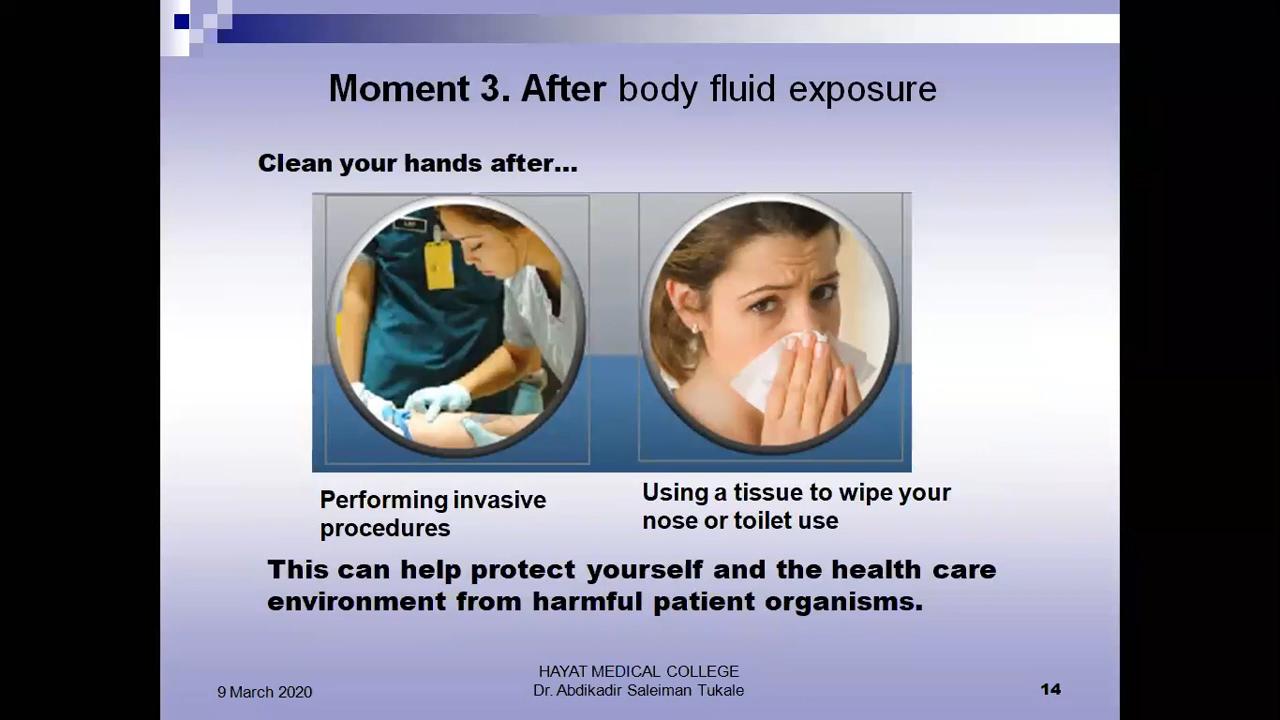 Moment 3. After body fluid exposure
Clean your hands after...
Performing invasive
procedures
Using a tissue to wipe your
nose or toilet use
This can help protect yourself and the health care
environment from harmful patient organisms.
9 March 2020
HAYAT MEDICAL COLLEGE
Dr. Abdikadir Saleiman Tukale
14